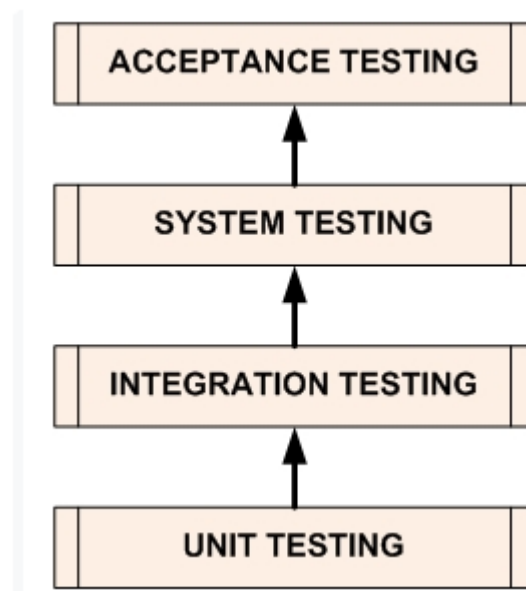 ACCEPTANCE TESTING
SYSTEM TESTING
INTEGRATION TESTING
UNIT TESTING